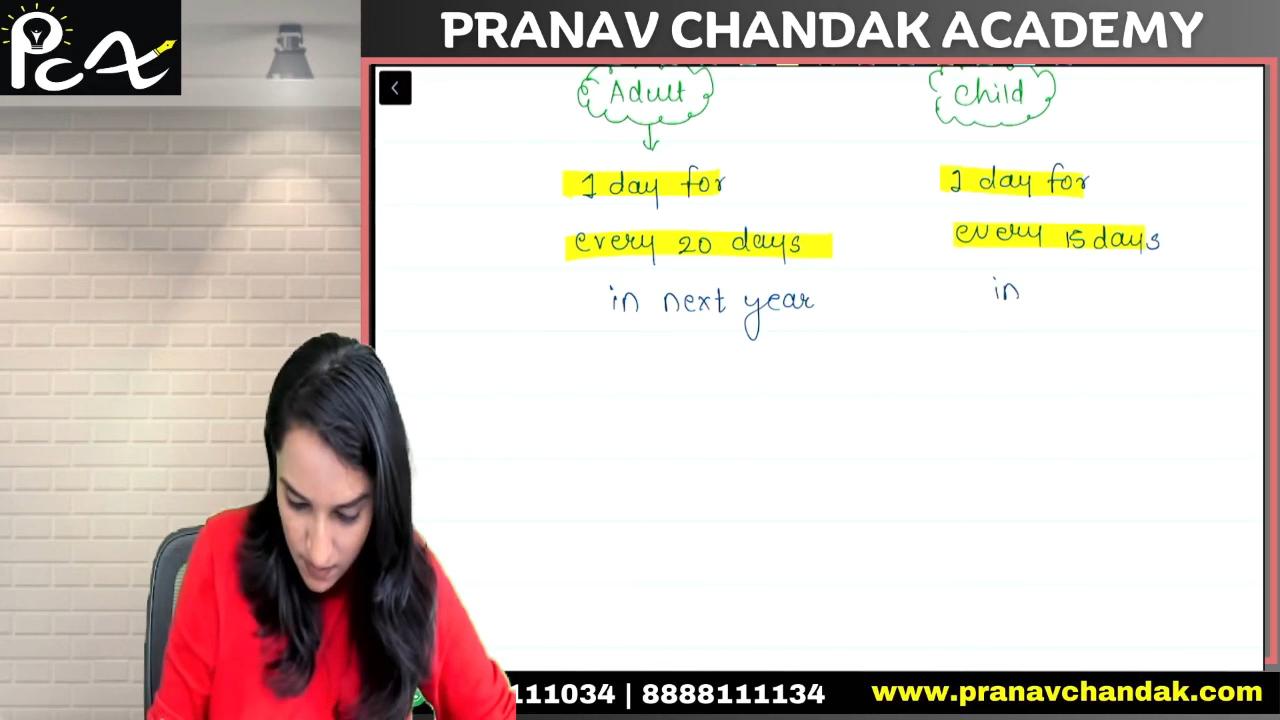 PCA
PRANAV CHANDAK ACADEMY
Adult
Child
1 day for
1 day for
every 20 days
every 15 days
in next year
in
111034 | 8888111134
www.pranavchandak.com